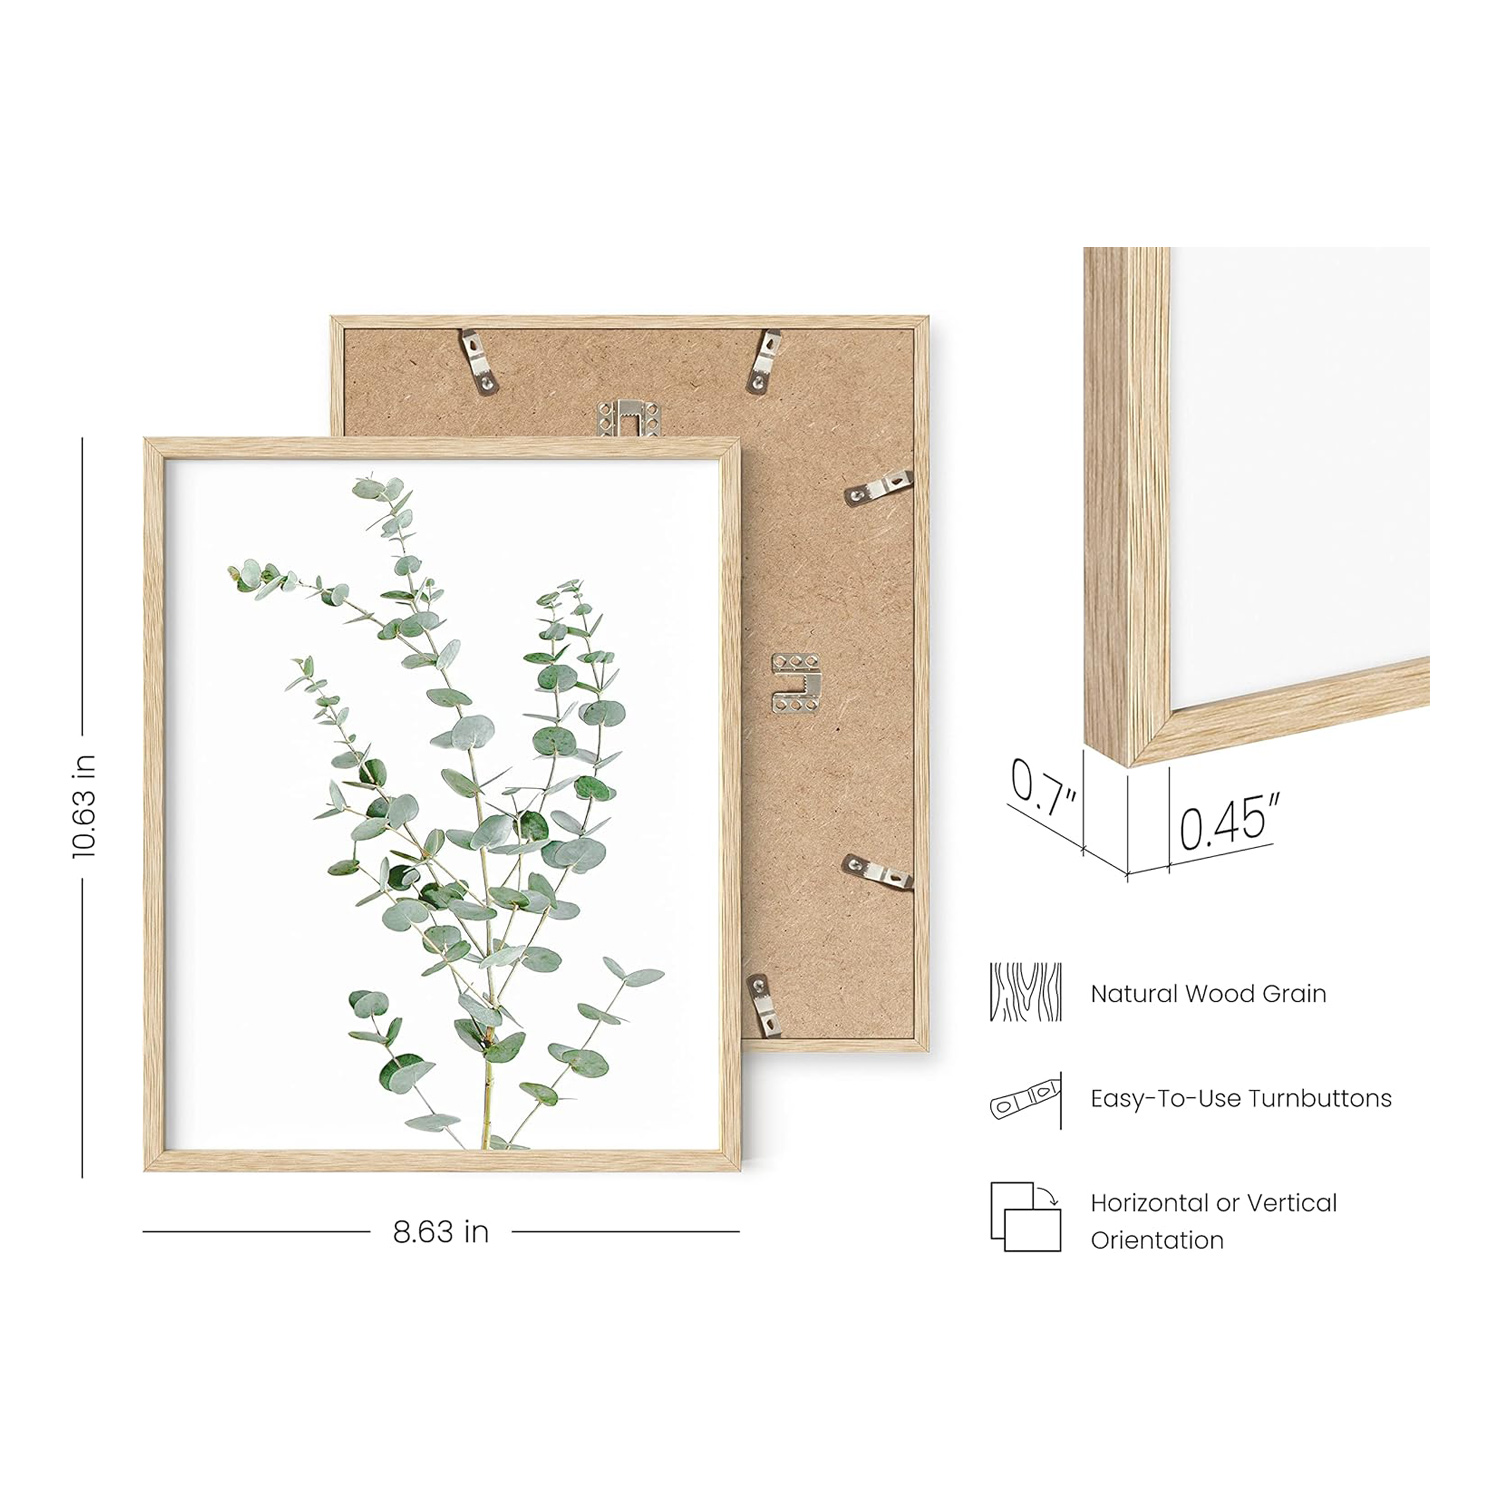 10.63 in
8.63 in
0.7"
0.45"
Natural Wood Grain
Easy-To-Use Turnbuttons
Horizontal or Vertical
Orientation